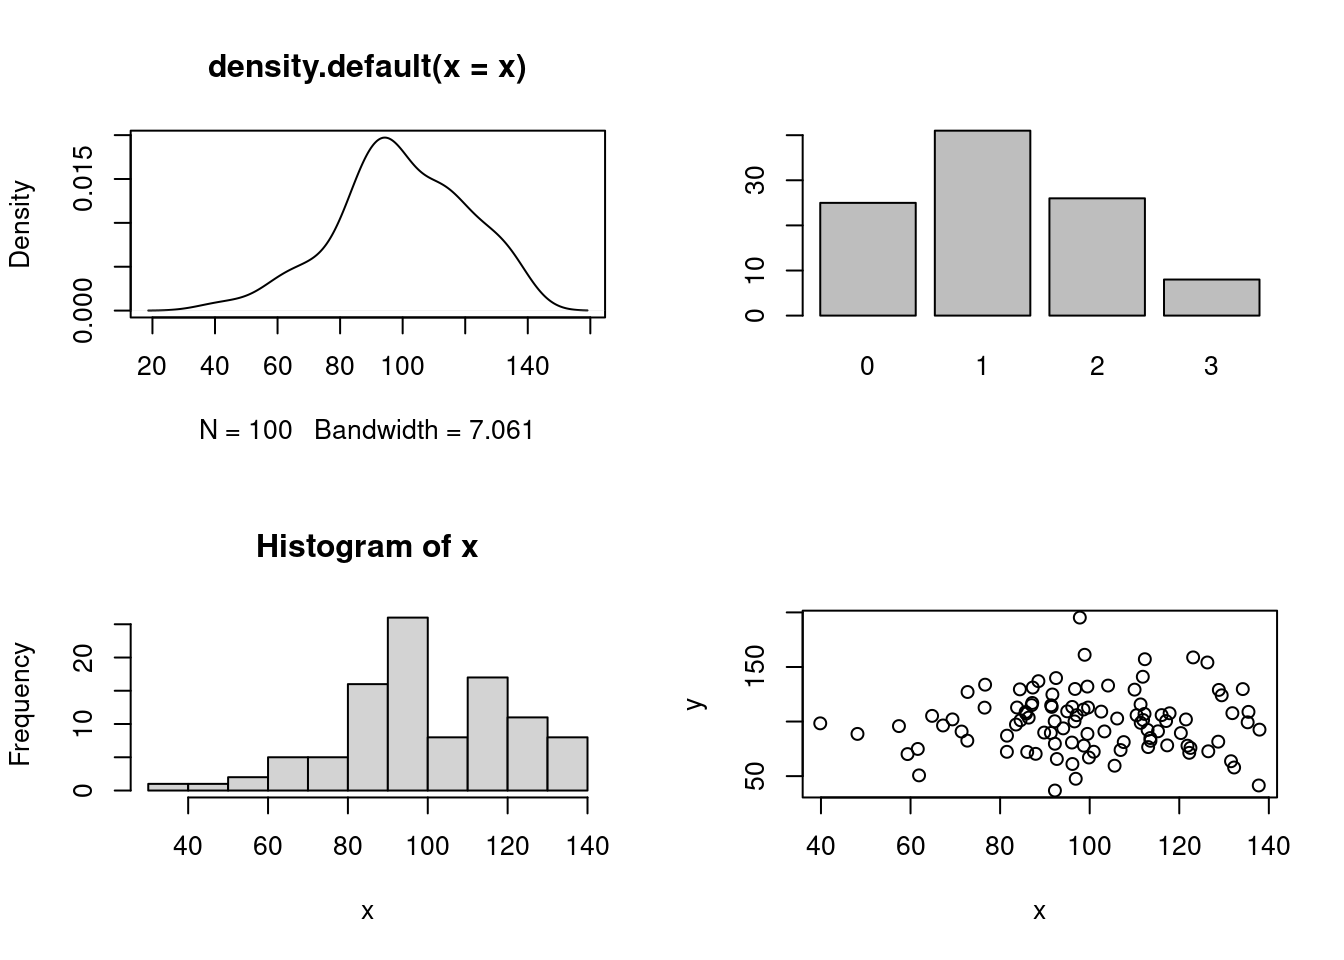 density.default(x = x)
Density
0.000
0.015
20 40 60 80 100 140
N = 100 Bandwidth = 7.061
0
10
30
0 1 2 3
Histogram of x
Frequency
0
10
20
40 60 80 100 120 140
x
y
50
150
40 60 80 100 120 140
x